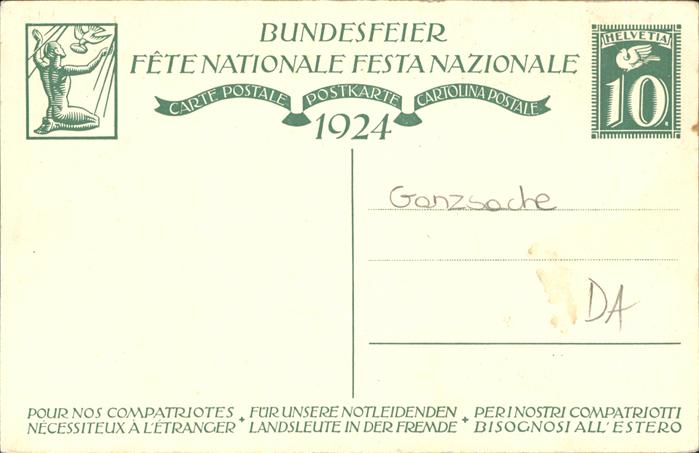 BUNDESFEIER
FÊTE NATIONALE FESTA NAZIONALE
CARTE POSTALE POSTKARTE CARTOLINA POSTALE
1924
HELVETIA
10
Ganzsache
DA
POUR NOS COMPATRIOTES NÉCESSITEUX À L'ÉTRANGER
FÜR UNSERE NOTLEIDENDEN LANDSLEUTE IN DER FREMDE
PER I NOSTRI COMPATRIOTTI BISOGNOSI ALL'ESTERO